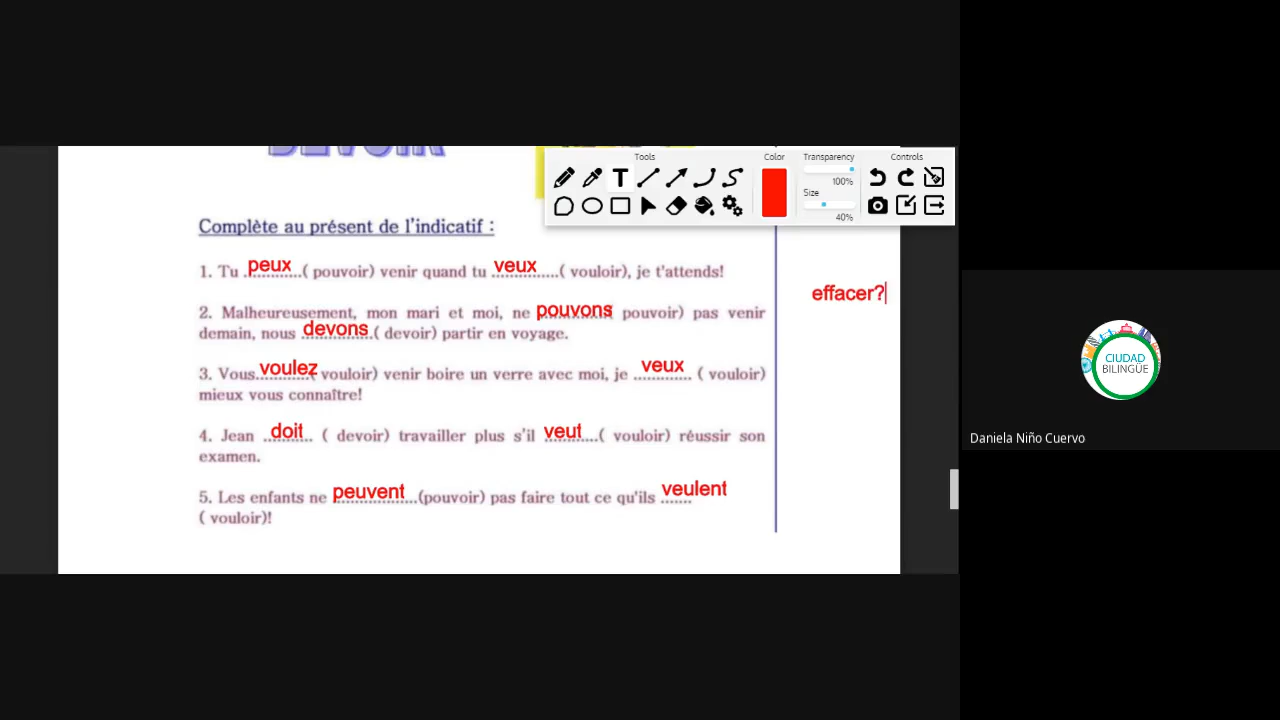 DEVOIR
Tools
Color
Transparency
Controls
100%
Size
40%
Complète au présent de l'indicatif :
1. Tu .peux..(pouvoir) venir quand tu veux...( vouloir), je t'attends!
effacer?
2. Malheureusement, mon mari et moi, ne pouvons pouvoir) pas venir
demain, nous devons.( devoir) partir en voyage.
3. Vous voulez( vouloir) venir boire un verre avec moi, je veux ( vouloir)
mieux vous connaître!
4. Jean .doit.. ( devoir) travailler plus s'il veut...( vouloir) réussir son
examen.
5. Les enfants ne peuvent...(pouvoir) pas faire tout ce qu'ils veulent
( vouloir)!
CIUDAD
BILINGÜE
Daniela Niño Cuervo